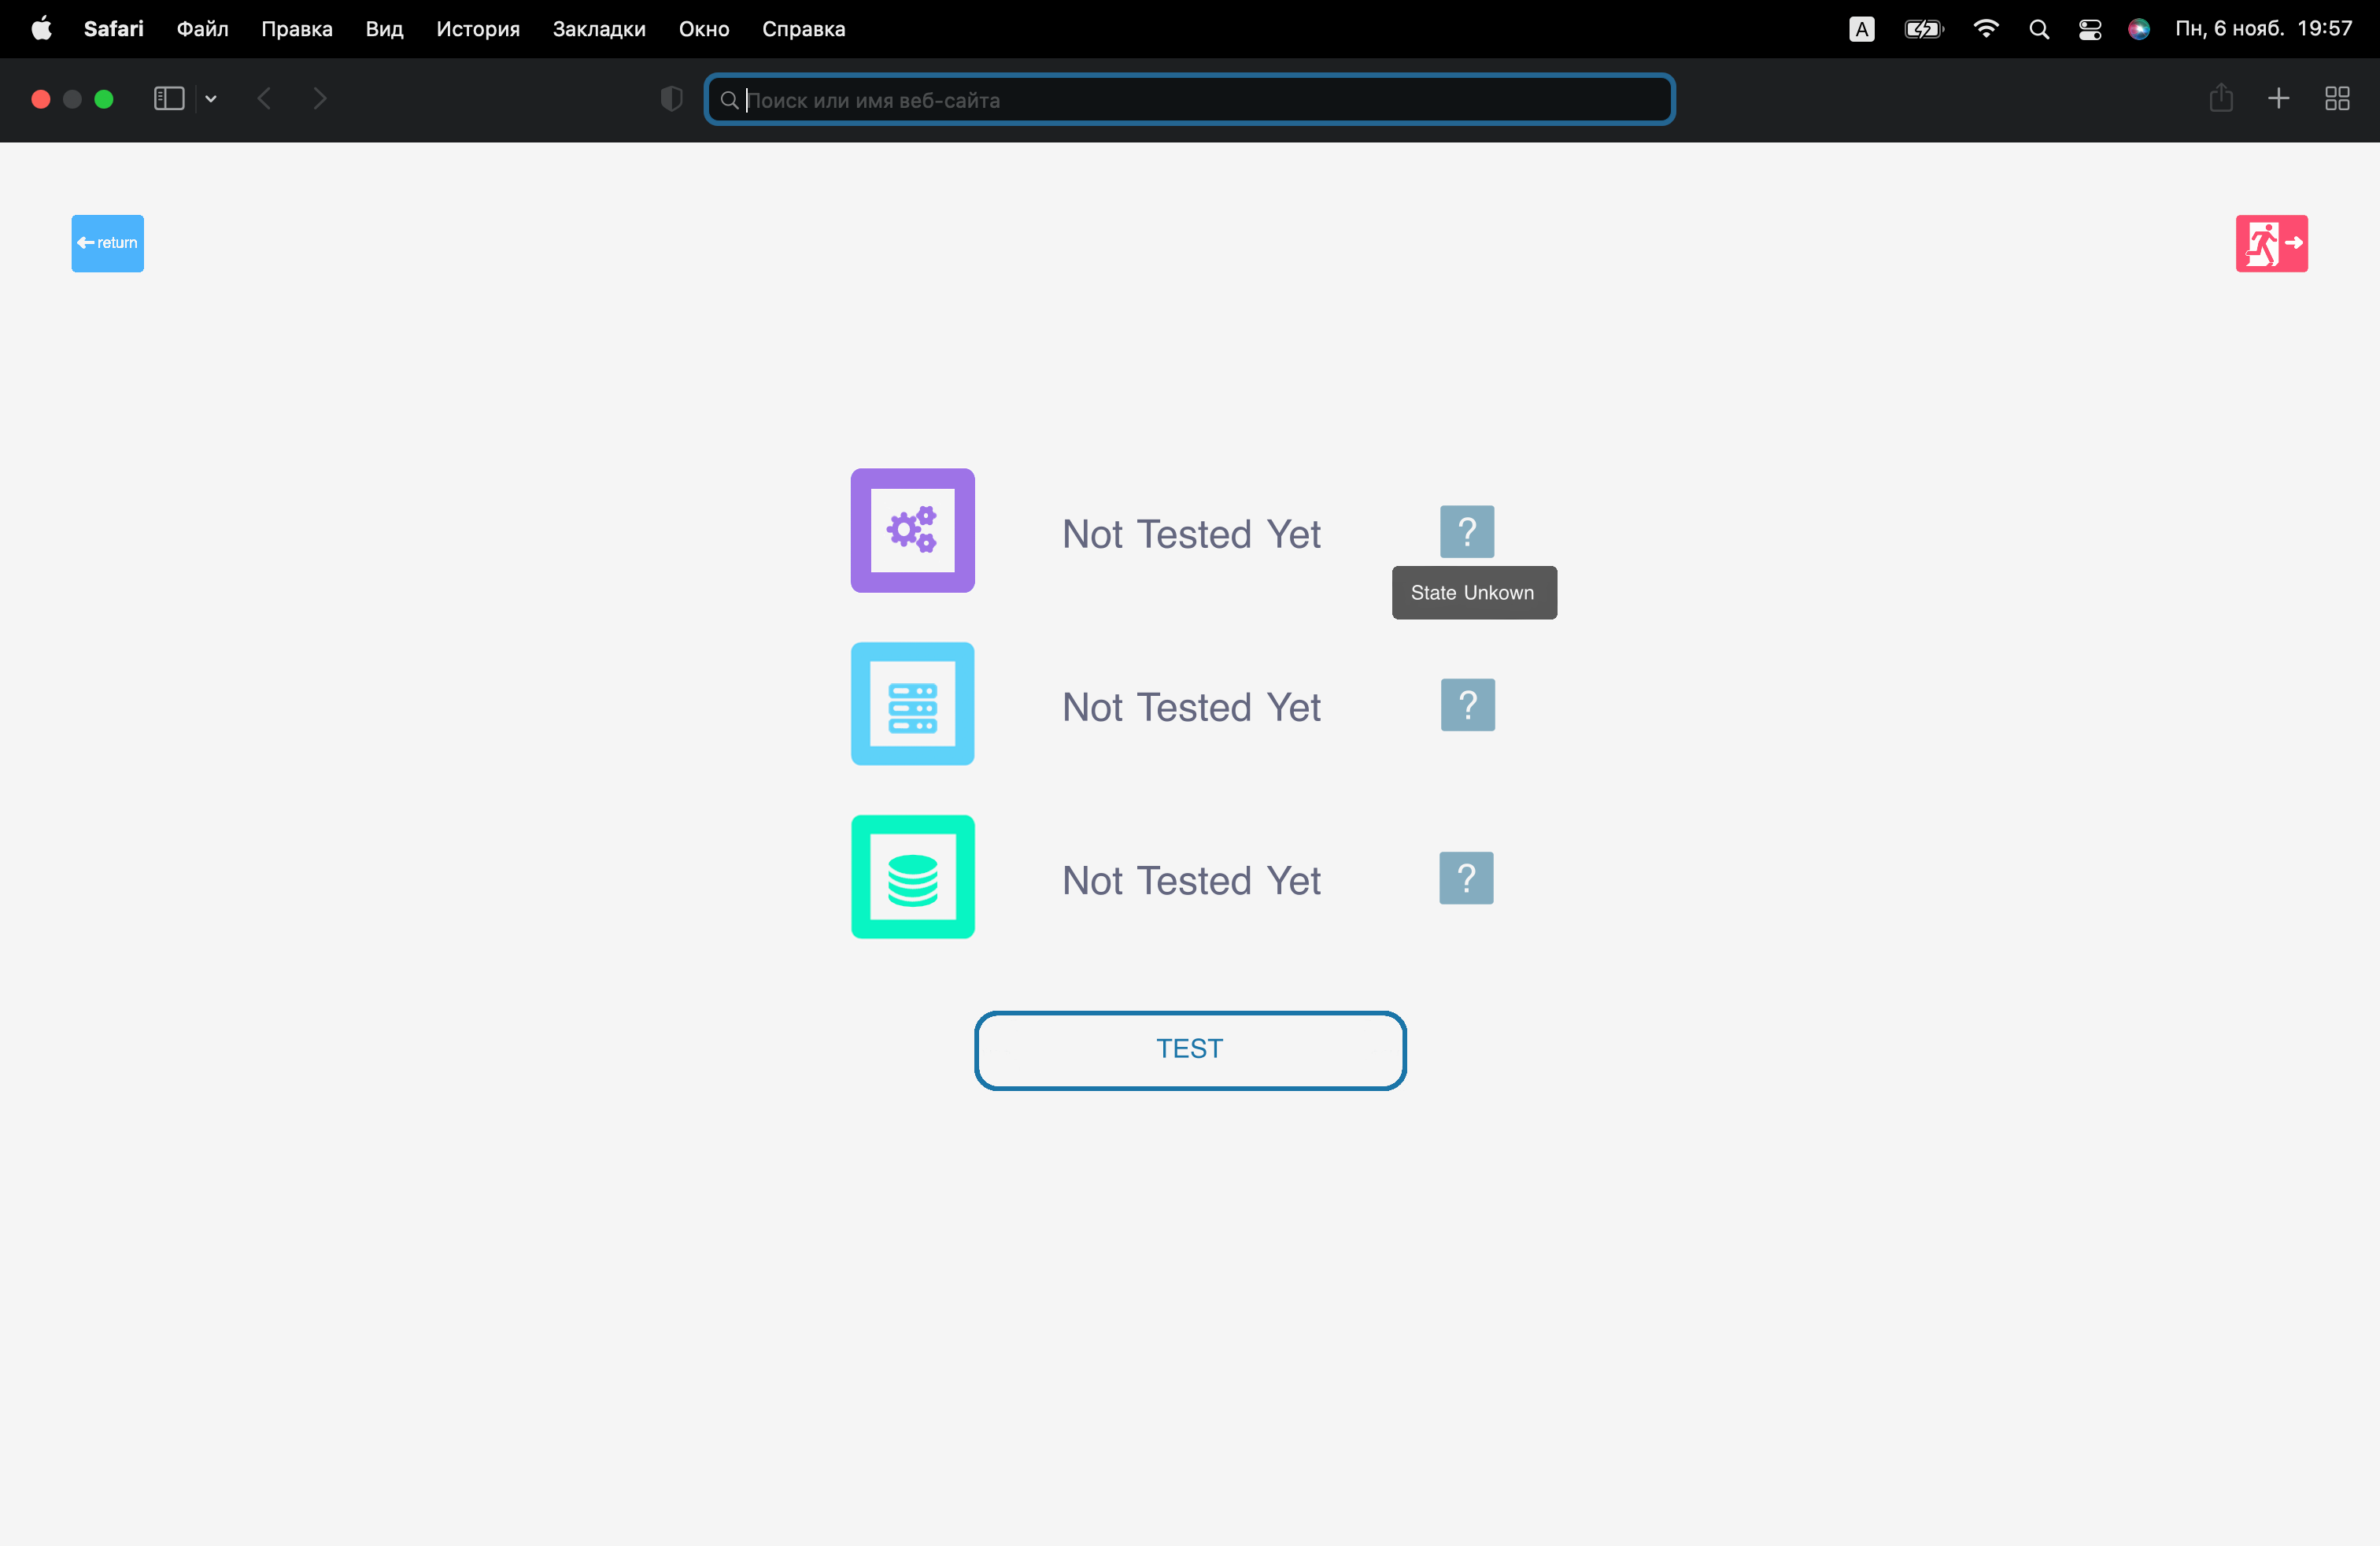 Safari Файл Правка Вид История Закладки Окно Справка A Пн, 6 нояб. 19:57
Поиск или имя веб-сайта
return
Not Tested Yet ?
State Unkown
Not Tested Yet ?
Not Tested Yet ?
TEST